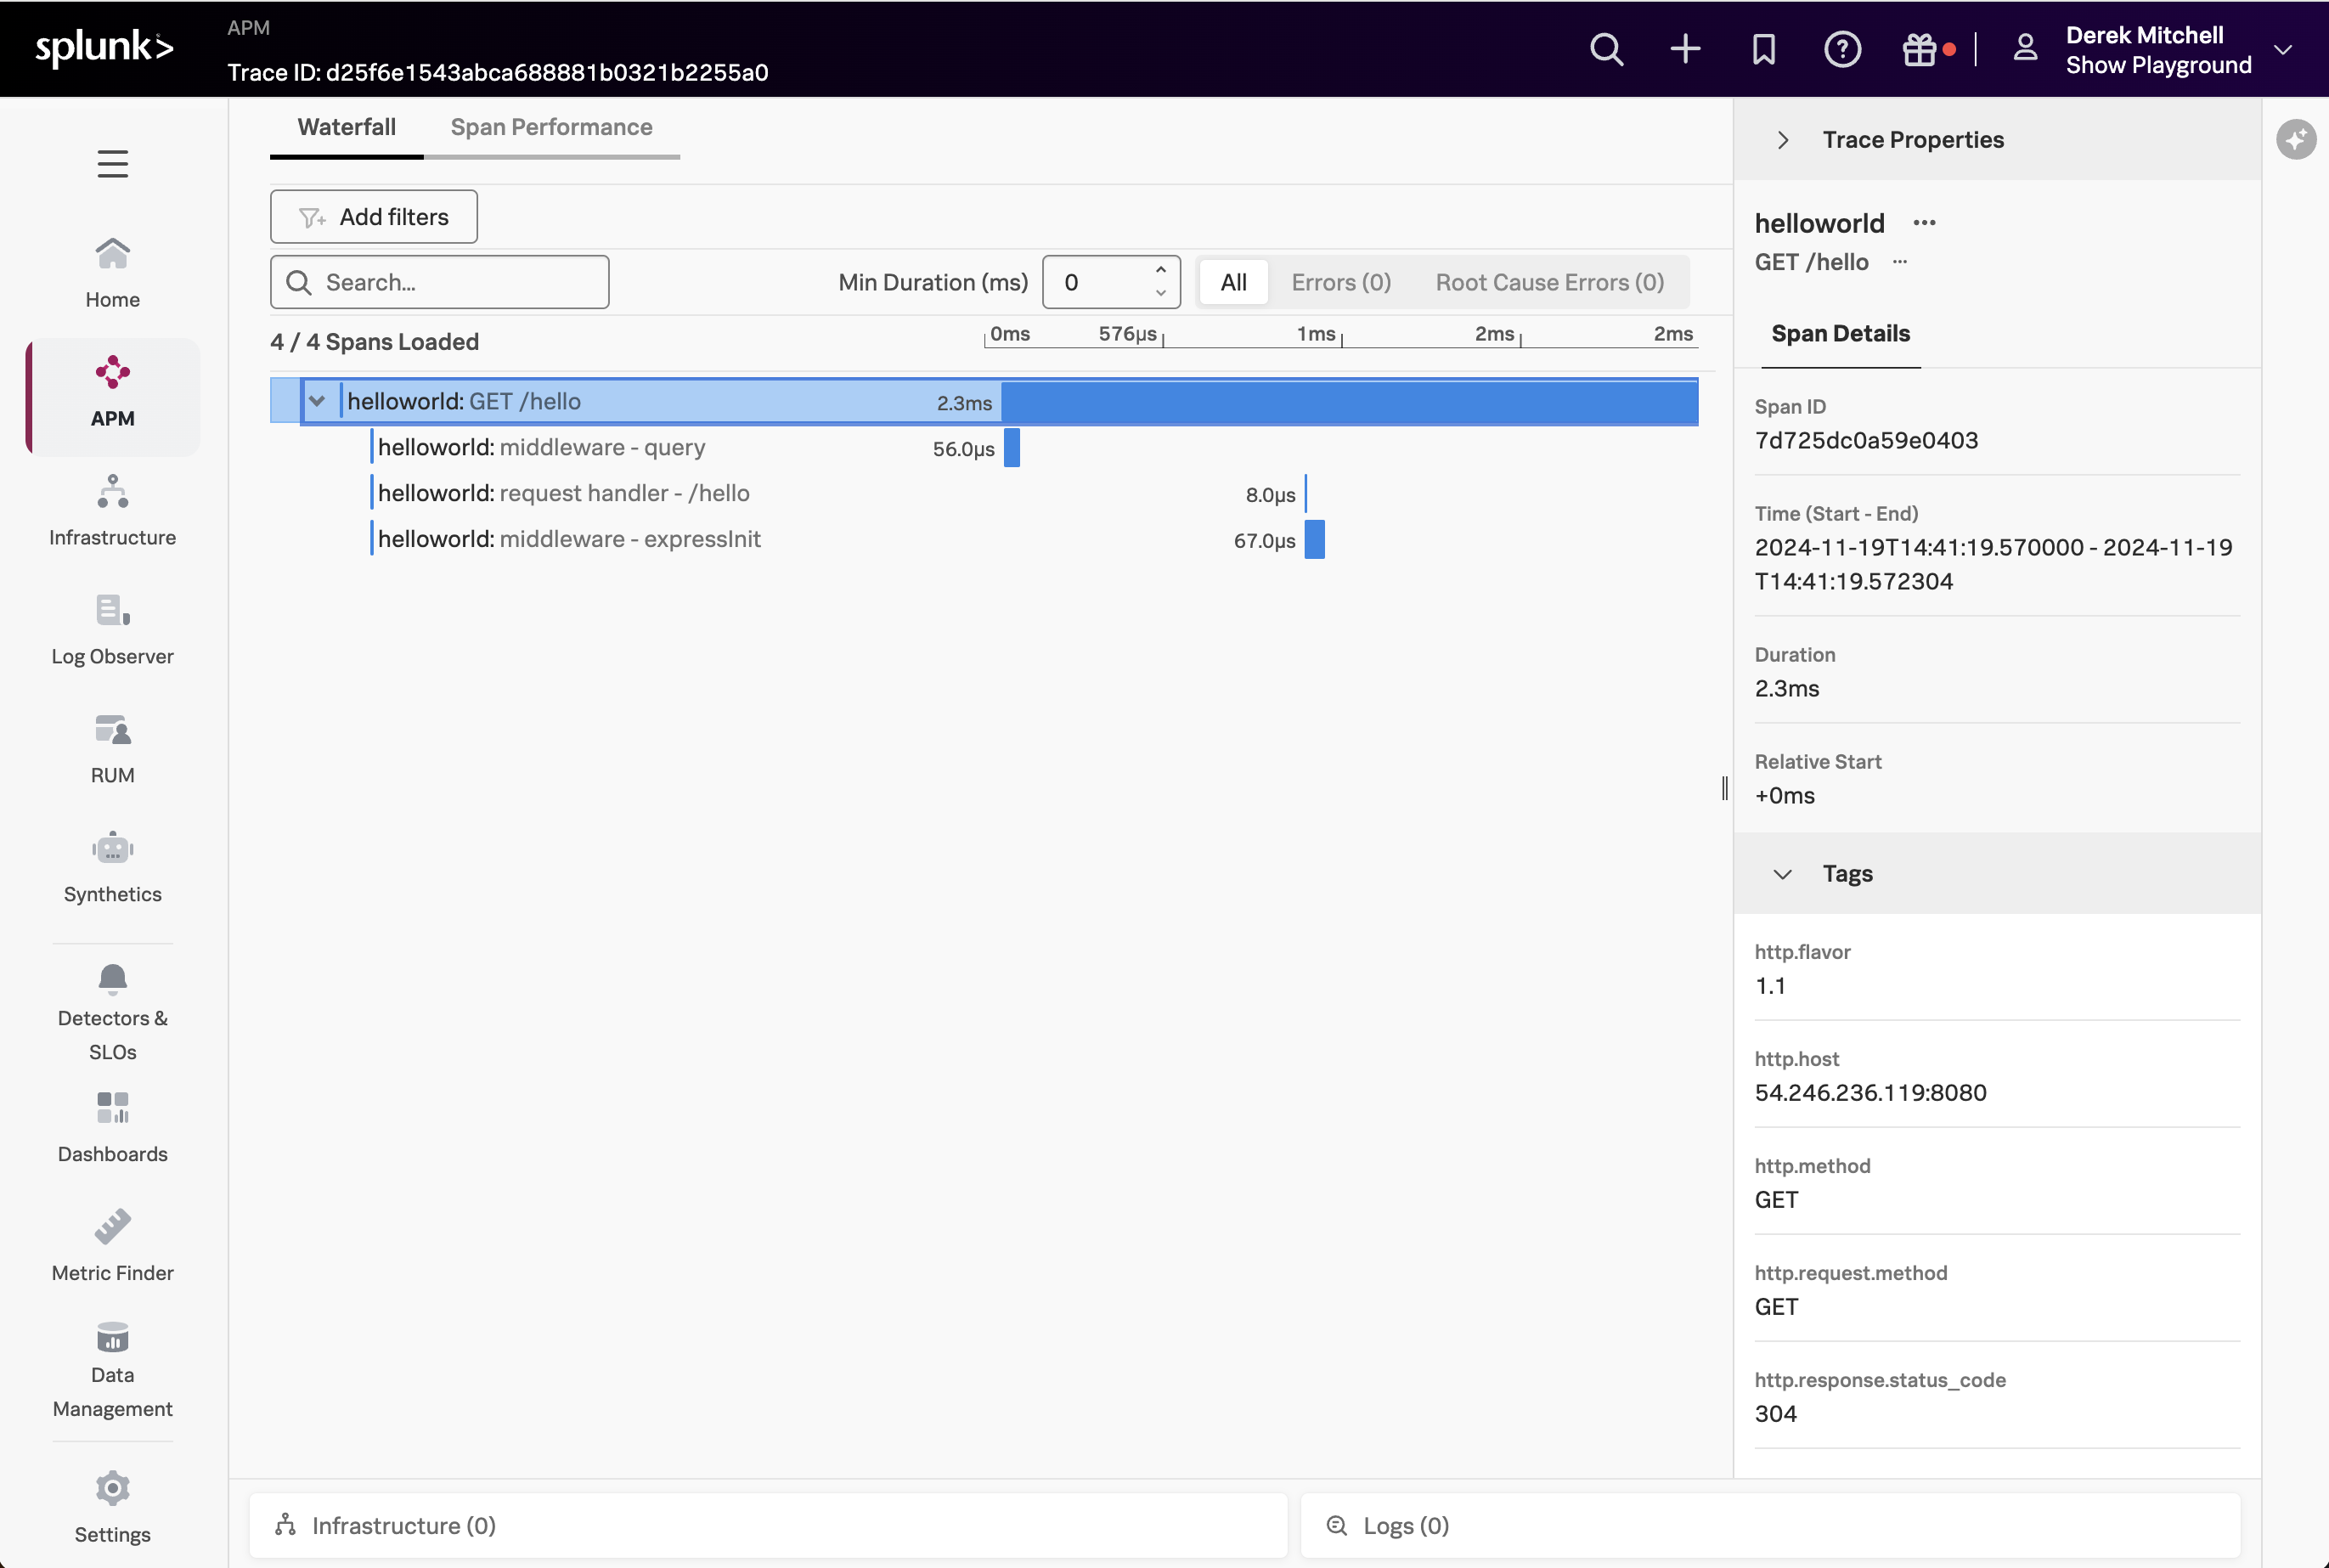 splunk>
APM
Trace ID: d25f6e1543abca688881b0321b2255a0
Derek Mitchell
Show Playground
Home
APM
Infrastructure
Log Observer
RUM
Synthetics
Detectors &
SLOs
Dashboards
Metric Finder
Data
Management
Settings
Waterfall
Span Performance
Add filters
Search...
Min Duration (ms)
0
All
Errors (0)
Root Cause Errors (0)
4 / 4 Spans Loaded
0ms
576µs
1ms
2ms
2ms
helloworld: GET /hello
2.3ms
helloworld: middleware - query
56.0µs
helloworld: request handler - /hello
8.0µs
helloworld: middleware - expressInit
67.0µs
Trace Properties
helloworld ...
GET /hello ...
Span Details
Span ID
7d725dc0a59e0403
Time (Start - End)
2024-11-19T14:41:19.570000 - 2024-11-19
T14:41:19.572304
Duration
2.3ms
Relative Start
+0ms
Tags
http.flavor
1.1
http.host
54.246.236.119:8080
http.method
GET
http.request.method
GET
http.response.status_code
304
Infrastructure (0)
Logs (0)